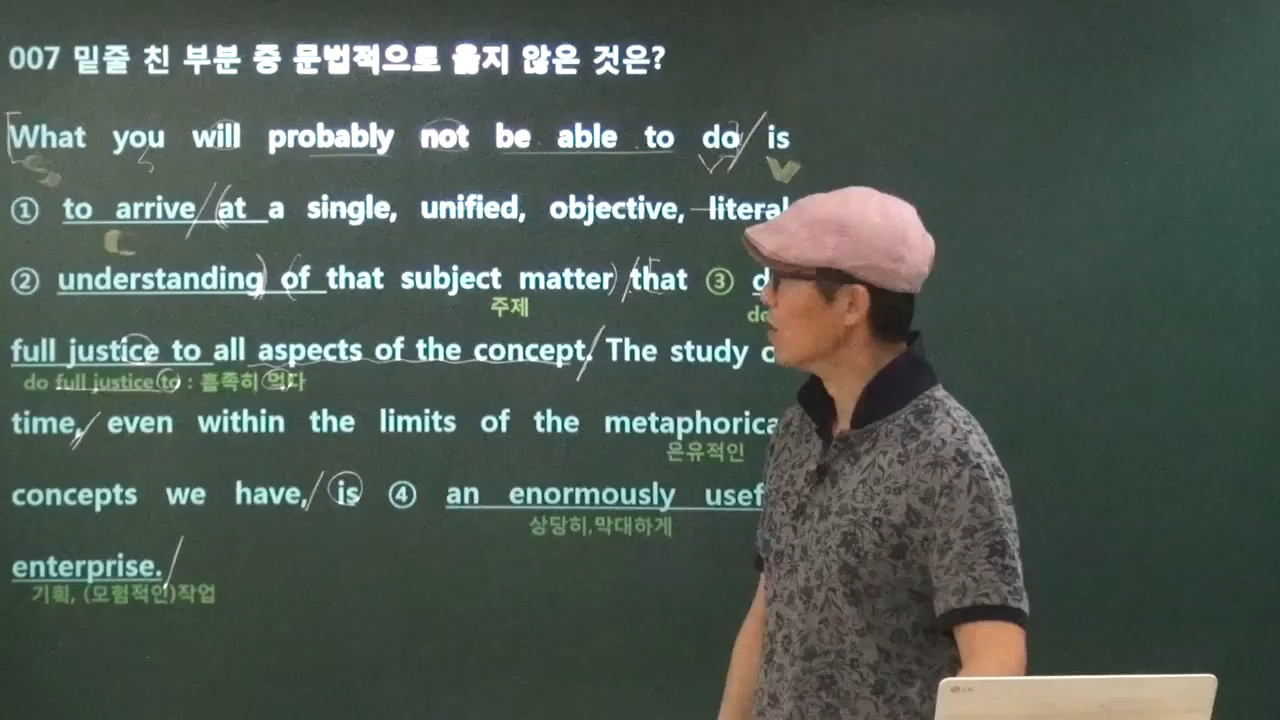 007 밑줄 친 부분 중 문법적으로 옳지 않은 것은?
What you will probably not be able to do is
① to arrive at a single, unified, objective, literal
② understanding of that subject matter that ③
주제
full justice to all aspects of the concept. The study
do full justice to : 흡족히 먹다
time, even within the limits of the
은유적인
concepts we have, is ④ an enormously
상당히,막대하게
enterprise.
기획, (모험적인)작업